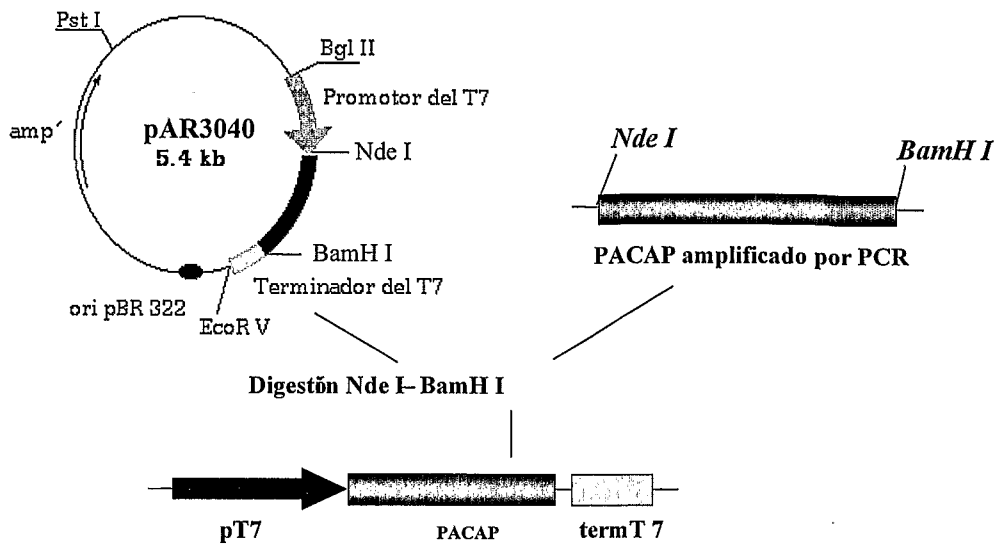 Pst I
Bgl II
Promotor del T7
amp´
pAR3040
5.4 kb
Nde I
Nde I
BamH I
BamH I
Terminador del T7
PACAP amplificado por PCR
ori pBR 322
EcoR V
Digestón Nde I–BamH I
pT7
PACAP
termT 7